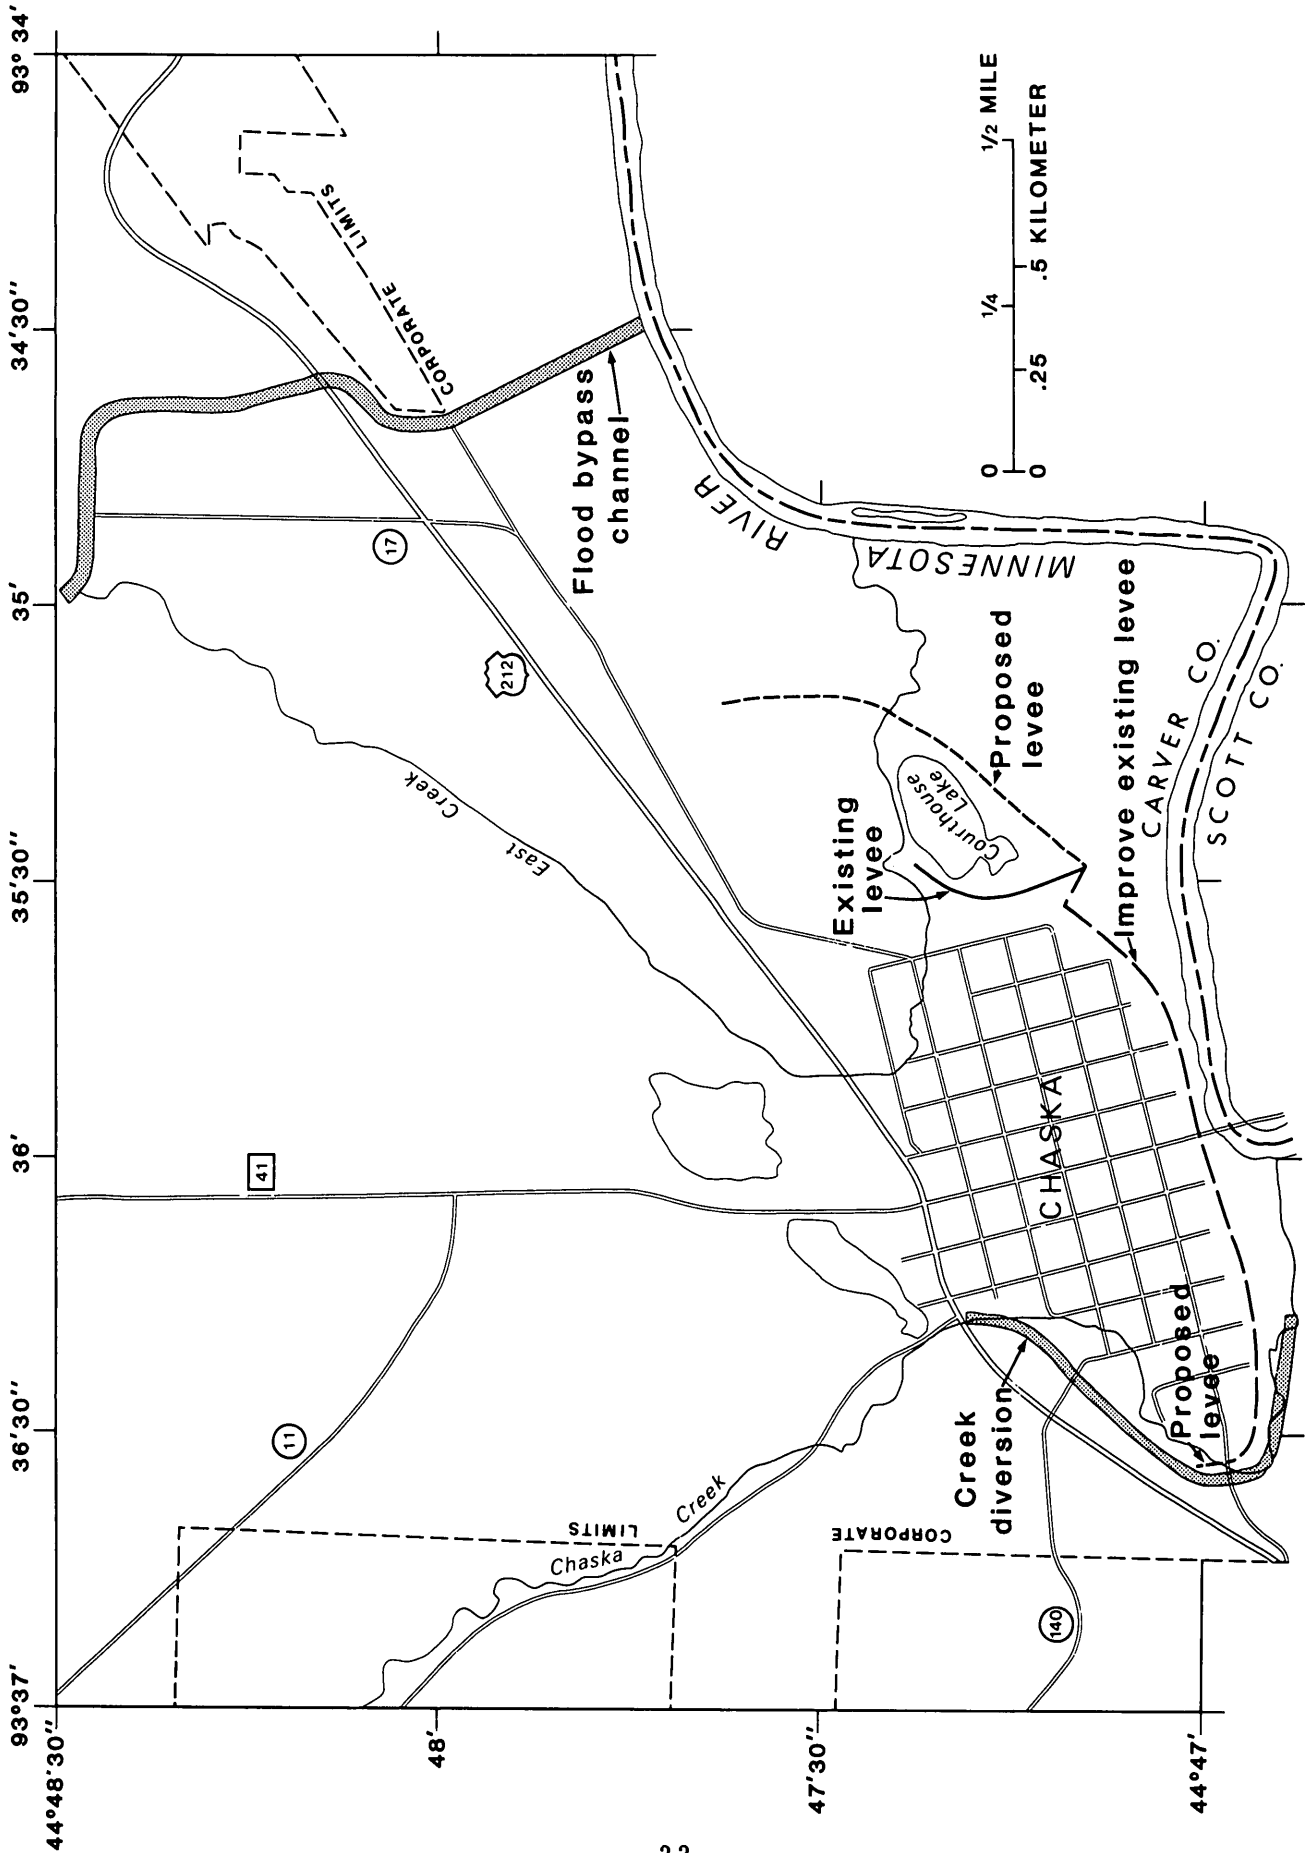 93°37'
36'30''
36'
35'30''
35'
34'30''
93° 34'
44°48'30''
48'
47'30''
44°47'
11
41
17
212
140
LIMITS
CORPORATE
CORPORATE
LIMITS
Chaska
Creek
East
Creek
Flood bypass
channel
RIVER
MINNESOTA
Existing
levee
Courthouse
Lake
Proposed
levee
Improve existing levee
CARVER CO.
SCOTT CO.
CHASKA
Creek
diversion
Proposed
levee
0 1/4 1/2 MILE
0 .25 .5 KILOMETER